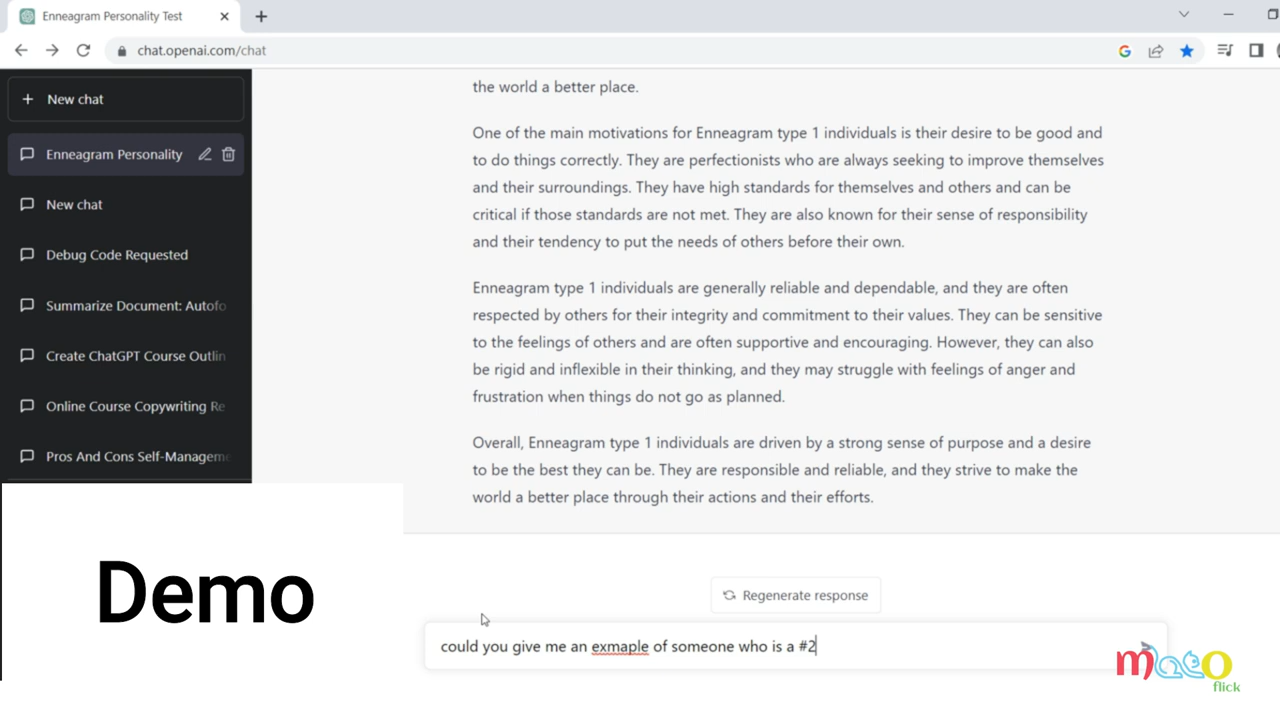 Enneagram Personality Test
chat.openai.com/chat
New chat
Enneagram Personality
New chat
Debug Code Requested
Summarize Document: Autofo
Create ChatGPT Course Outlin
Online Course Copywriting Re
Pros And Cons Self-Managem
the world a better place.
One of the main motivations for Enneagram type 1 individuals is their desire to be good and
to do things correctly. They are perfectionists who are always seeking to improve themselves
and their surroundings. They have high standards for themselves and others and can be
critical if those standards are not met. They are also known for their sense of responsibility
and their tendency to put the needs of others before their own.
Enneagram type 1 individuals are generally reliable and dependable, and they are often
respected by others for their integrity and commitment to their values. They can be sensitive
to the feelings of others and are often supportive and encouraging. However, they can also
be rigid and inflexible in their thinking, and they may struggle with feelings of anger and
frustration when things do not go as planned.
Overall, Enneagram type 1 individuals are driven by a strong sense of purpose and a desire
to be the best they can be. They are responsible and reliable, and they strive to make the
world a better place through their actions and their efforts.
Demo
Regenerate response
could you give me an exmaple of someone who is a #2
flick